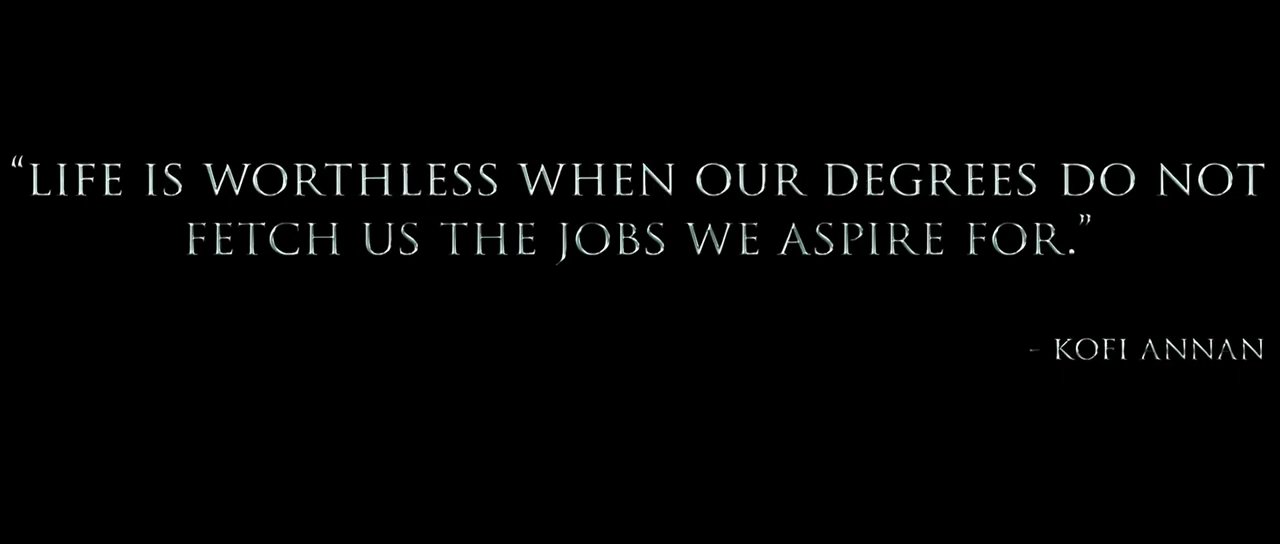 “LIFE IS WORTHLESS WHEN OUR DEGREES DO NOT
FETCH US THE JOBS WE ASPIRE FOR.”
- KOFI ANNAN